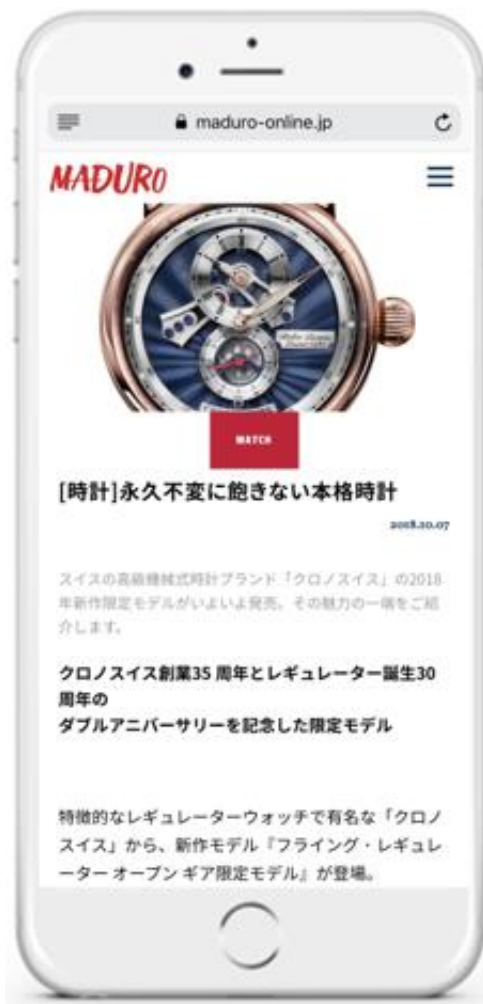 maduro-online.jp
MADURO
WATCH
[時計]永久不変に飽きない本格時計
2018.10.07
スイスの高級機械式時計ブランド「クロノスイス」の2018
年新作限定モデルがいよいよ発売。その魅力の一端をご紹
介します。
クロノスイス創業35 周年とレギュレーター誕生30
周年の
ダブルアニバーサリーを記念した限定モデル
特徴的なレギュレーターウォッチで有名な「クロノ
スイス」から、新作モデル『フライング・レギュレ
ーター オープン ギア限定モデル』が登場。